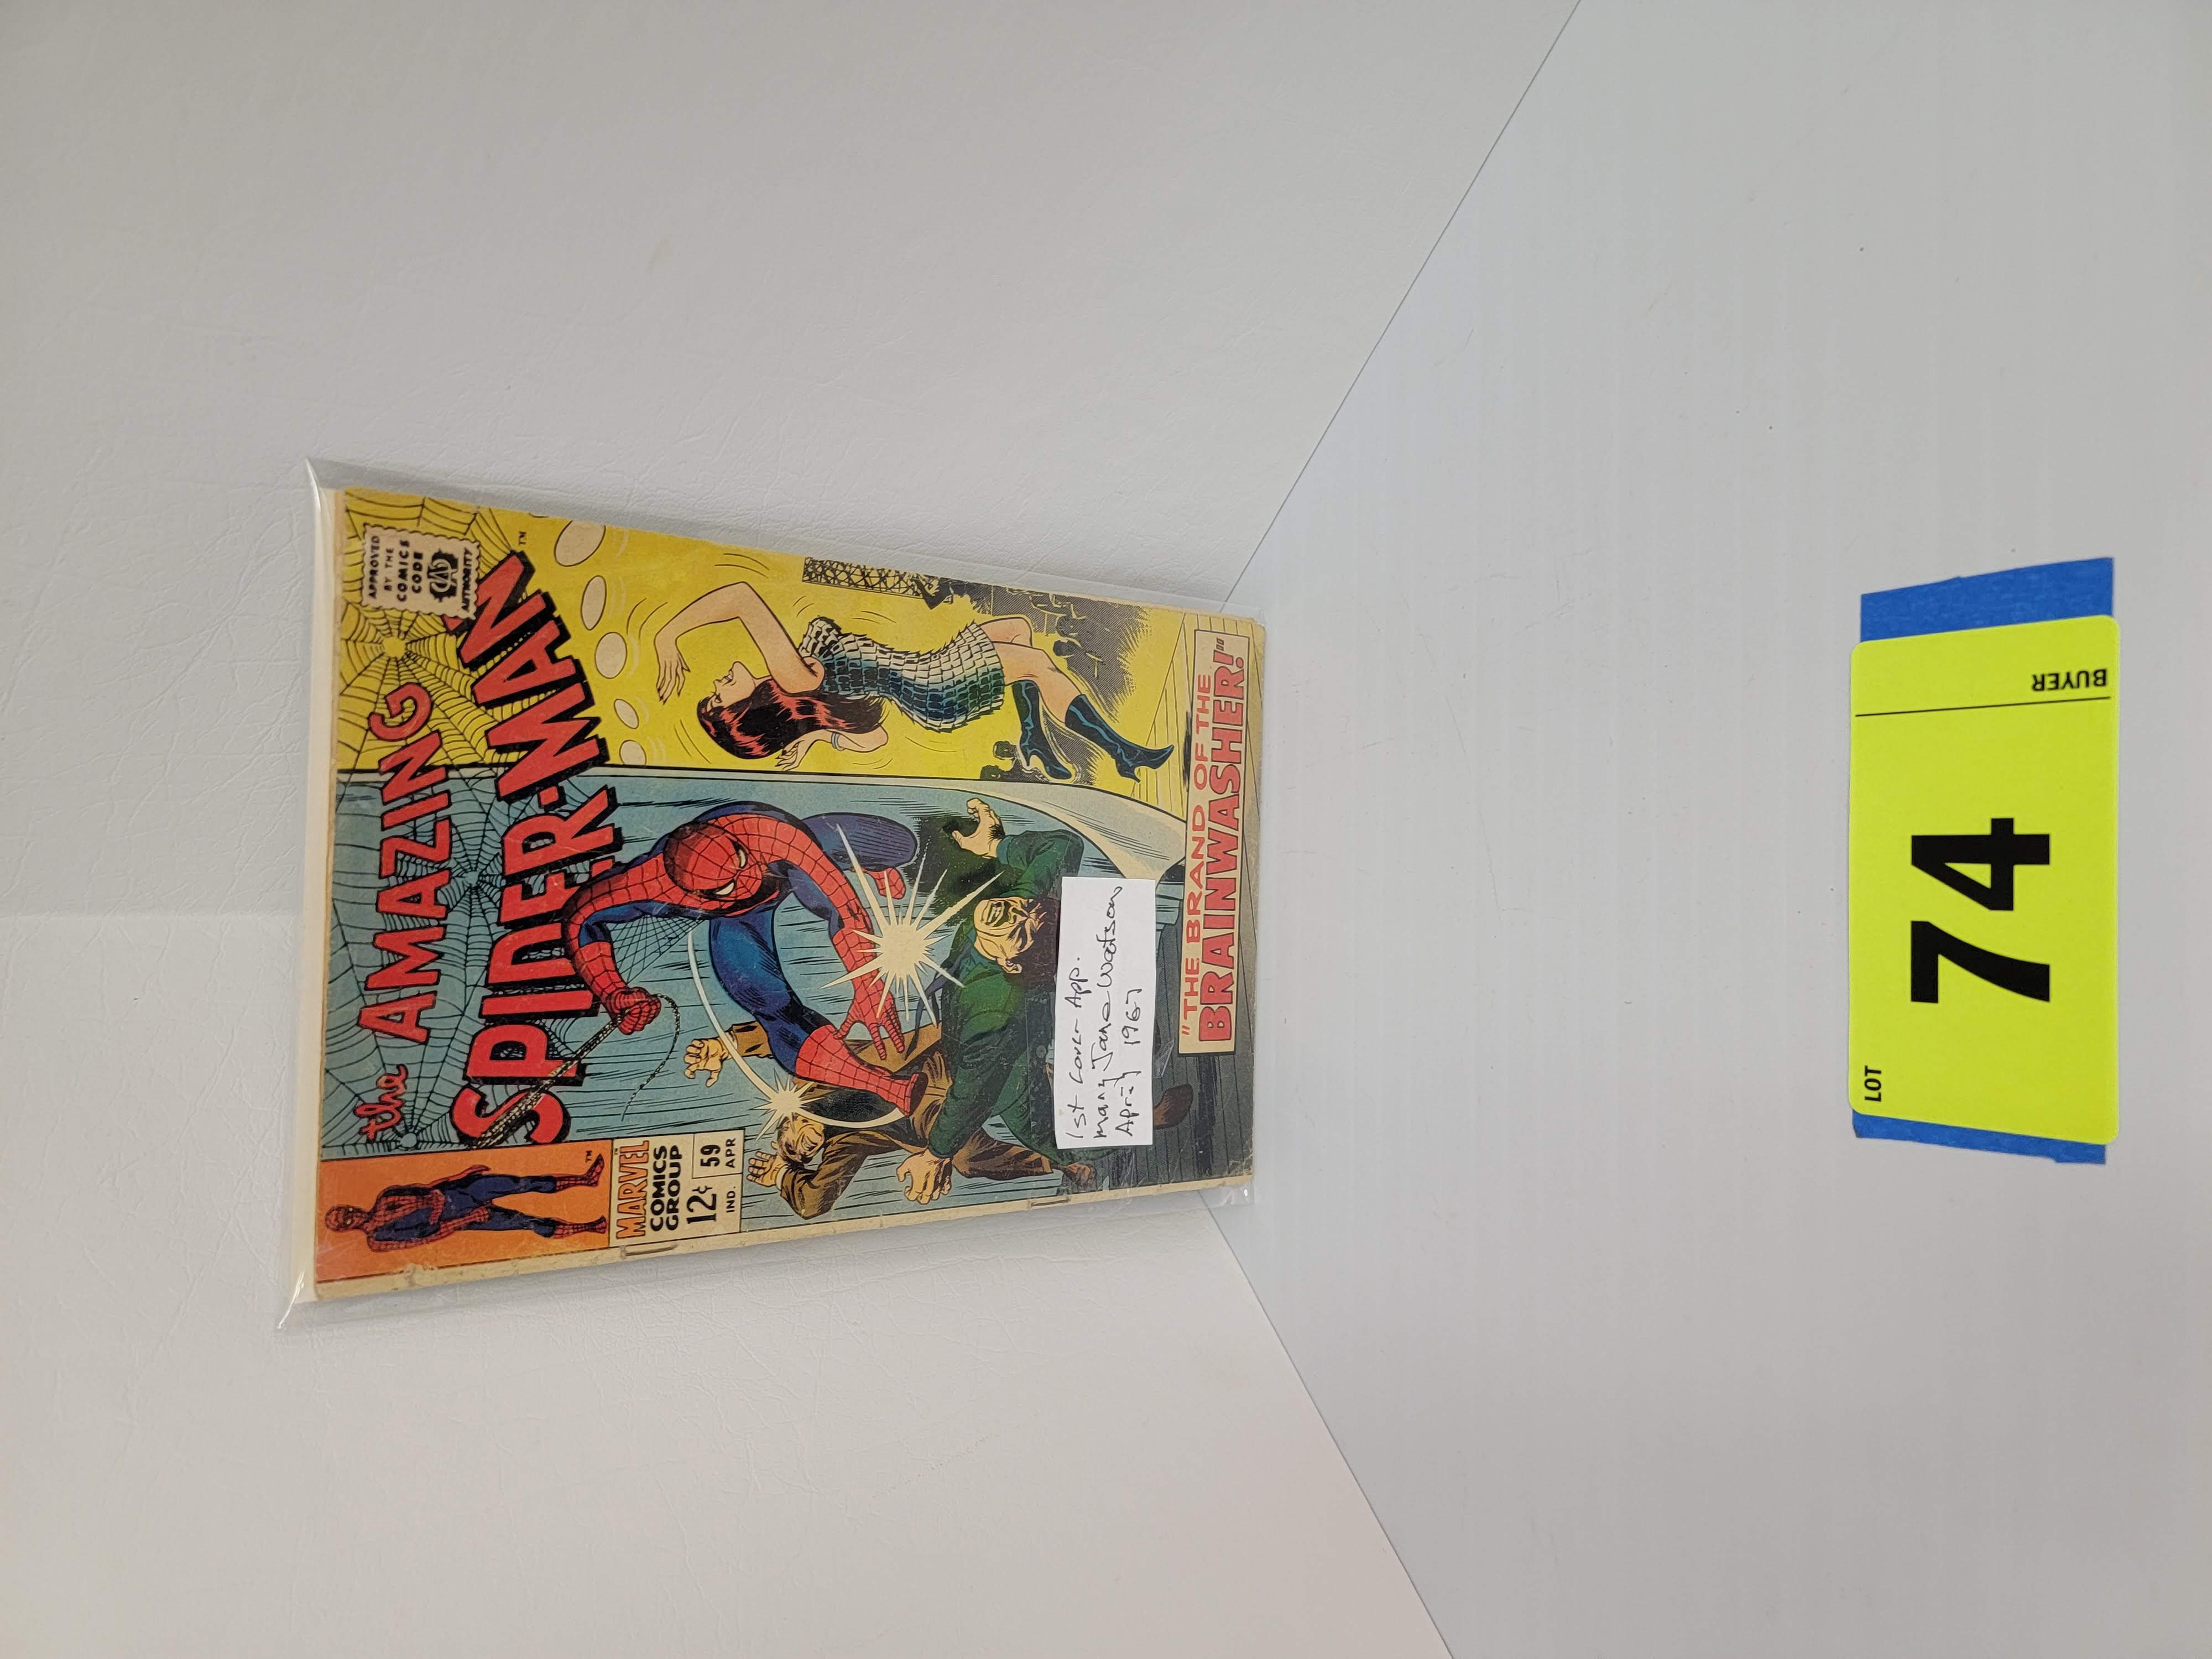 the AMAZING
SPIDER-MAN™
APPROVED
BY THE
COMICS
CODE
CA
AUTHORITY
™
MARVEL
COMICS
GROUP
12¢ 59
IND. APR
1st Cover App.
Mary Jane Watson
April 1967
"THE BRAND OF THE
BRAINWASHER!"
LOT
74
BUYER